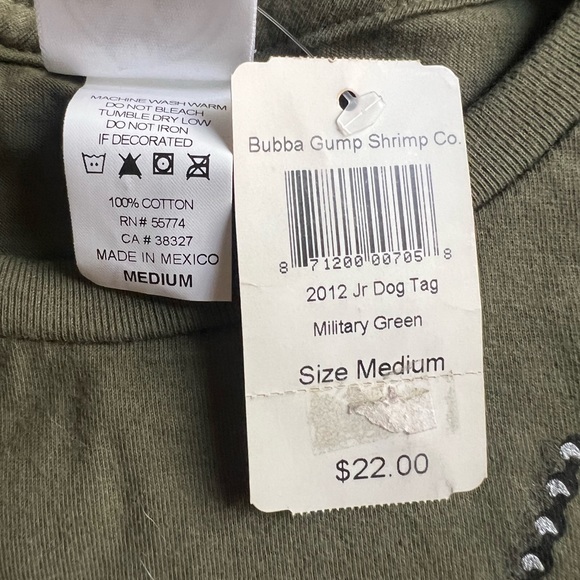 MACHINE WASH WARM
DO NOT BLEACH
TUMBLE DRY LOW
DO NOT IRON
IF DECORATED
100% COTTON
RN# 55774
CA # 38327
MADE IN MEXICO
MEDIUM
Bubba Gump Shrimp Co.
8 71200 00705 8
2012 Jr Dog Tag
Military Green
Size Medium
$22.00